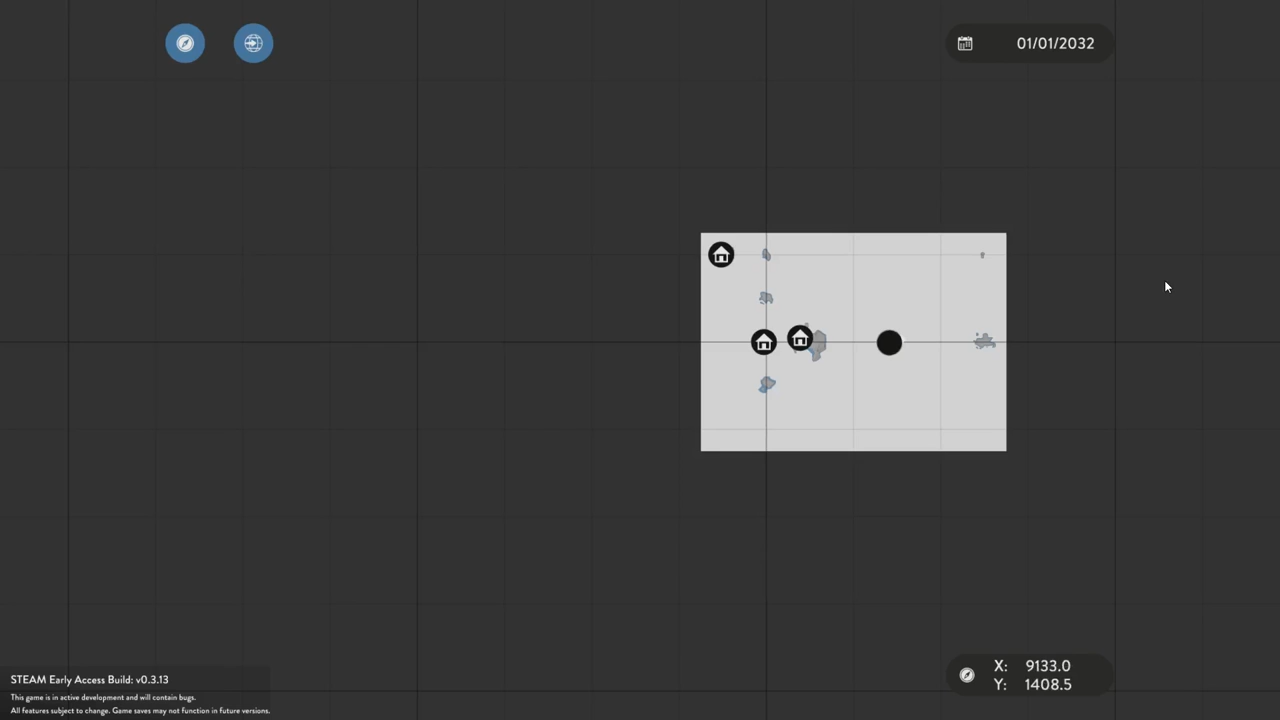 01/01/2032
STEAM Early Access Build: v0.3.13
This game is in active development and will contain bugs.
All features subject to change. Game saves may not function in future versions.
X: 9133.0
Y: 1408.5